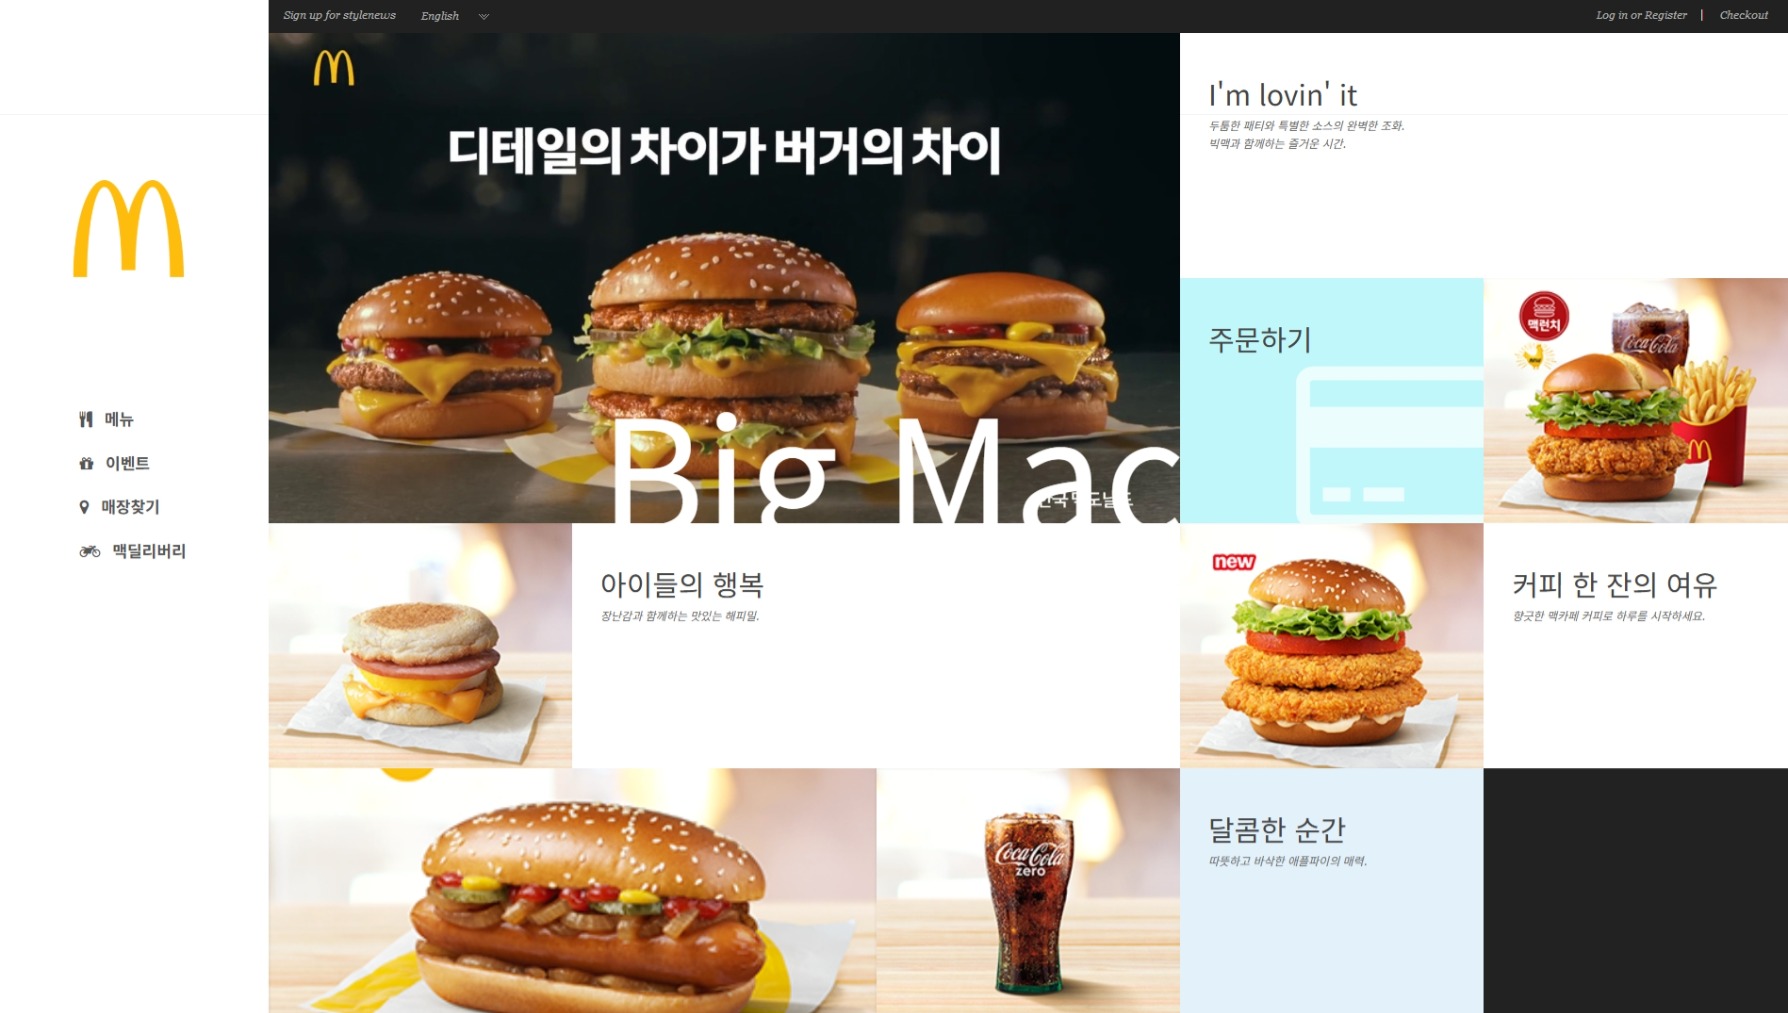 Sign up for stylenews English
Log in or Register | Checkout
메뉴
이벤트
매장찾기
맥딜리버리
디테일의 차이가 버거의 차이
Big Mac
I'm lovin' it
두툼한 패티와 특별한 소스의 완벽한 조화.
빅맥과 함께하는 즐거운 시간.
주문하기
맥런치
Coca-Cola
아이들의 행복
장난감과 함께하는 맛있는 해피밀.
new
커피 한 잔의 여유
향긋한 맥카페 커피로 하루를 시작하세요.
Coca-Cola
zero
달콤한 순간
따뜻하고 바삭한 애플파이의 매력.